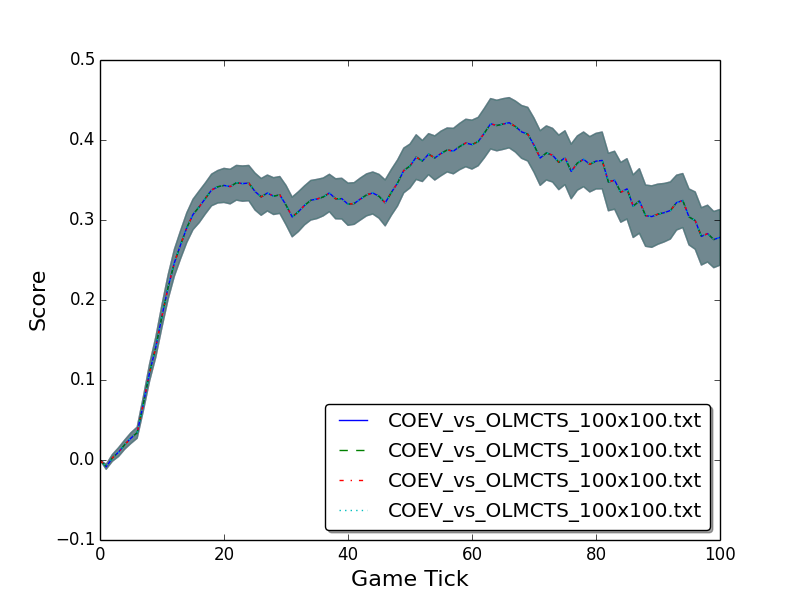 0.5
0.4
0.3
0.2
0.1
0.0
−0.1
Score
0 20 40 60 80 100
Game Tick
COEV_vs_OLMCTS_100x100.txt
COEV_vs_OLMCTS_100x100.txt
COEV_vs_OLMCTS_100x100.txt
COEV_vs_OLMCTS_100x100.txt